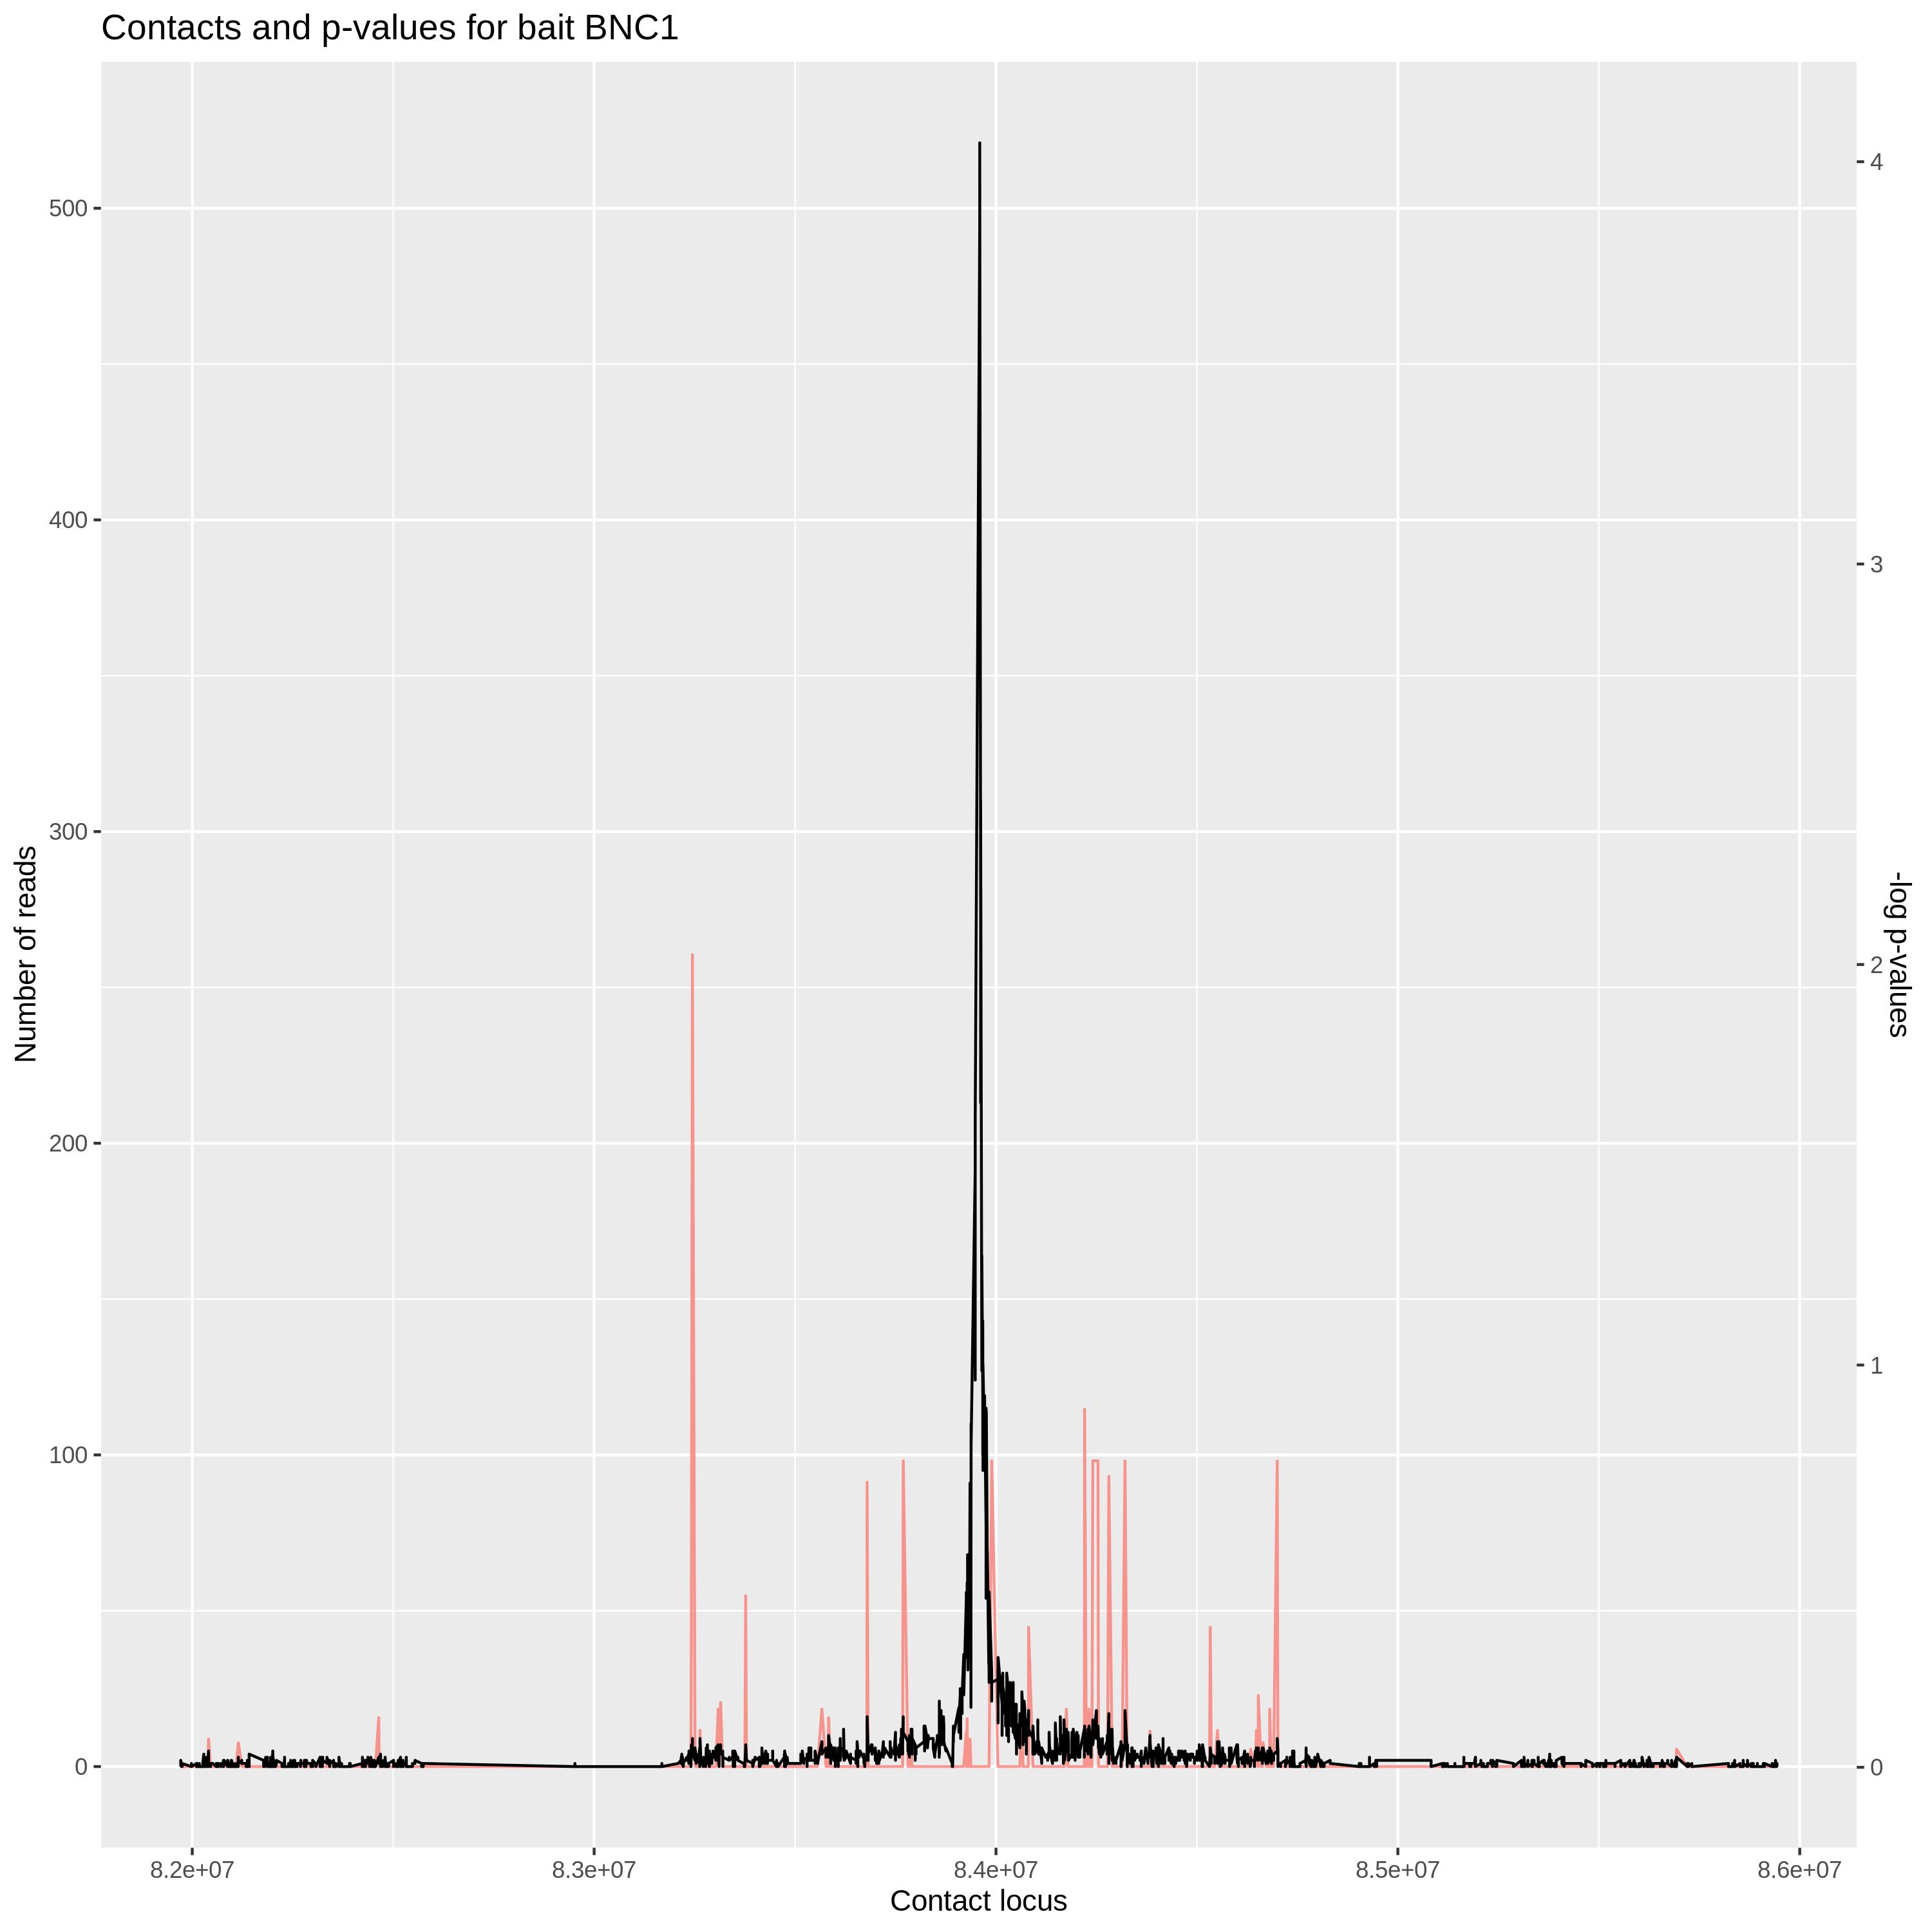 Contacts and p-values for bait BNC1
Number of reads
500
400
300
200
100
0
4
3
2
1
0
-log p-values
8.2e+07
8.3e+07
8.4e+07
8.5e+07
8.6e+07
Contact locus